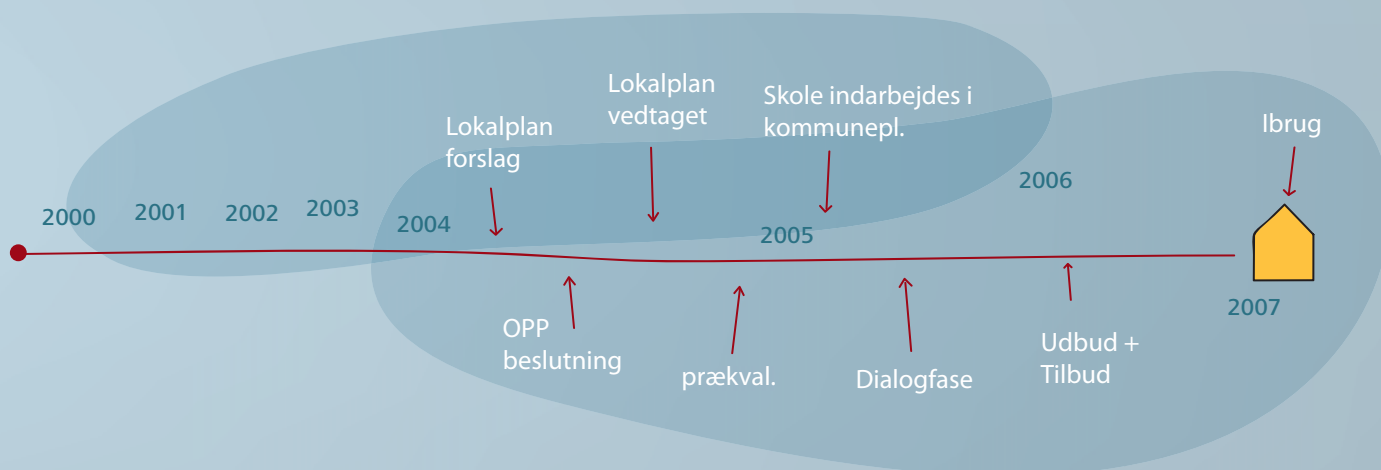 2000
2001
2002
2003
2004
Lokalplan
forslag
Lokalplan
vedtaget
Skole indarbejdes i
kommunepl.
2005
2006
Ibrug
2007
OPP
beslutning
prækval.
Dialogfase
Udbud +
Tilbud